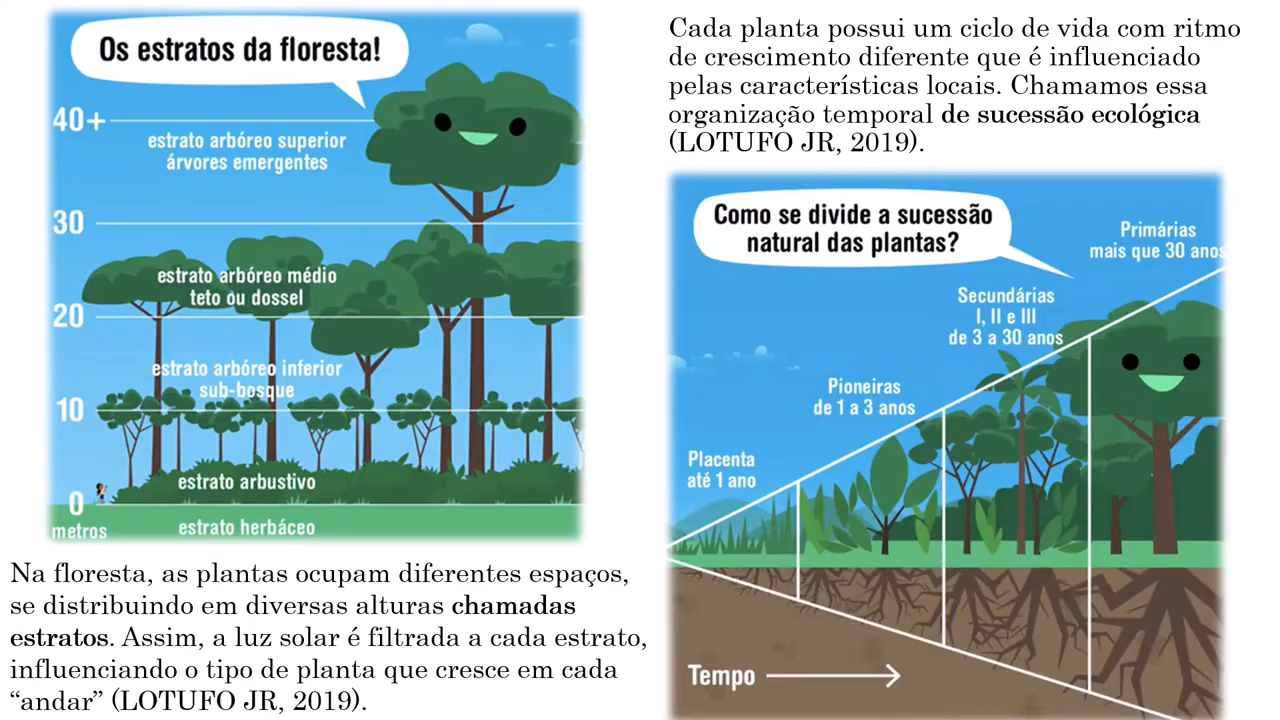 Os estratos da floresta!
40+
estrato arbóreo superior
árvores emergentes
30
estrato arbóreo médio
teto ou dossel
20
estrato arbóreo inferior
sub-bosque
10
estrato arbustivo
0
metros
estrato herbáceo
Na floresta, as plantas ocupam diferentes espaços,
se distribuindo em diversas alturas chamadas
estratos. Assim, a luz solar é filtrada a cada estrato,
influenciando o tipo de planta que cresce em cada
“andar” (LOTUFO JR, 2019).
Cada planta possui um ciclo de vida com ritmo
de crescimento diferente que é influenciado
pelas características locais. Chamamos essa
organização temporal de sucessão ecológica
(LOTUFO JR, 2019).
Como se divide a sucessão
natural das plantas?
Primárias
mais que 30 anos
Secundárias
I, II e III
de 3 a 30 anos
Pioneiras
de 1 a 3 anos
Placenta
até 1 ano
Tempo